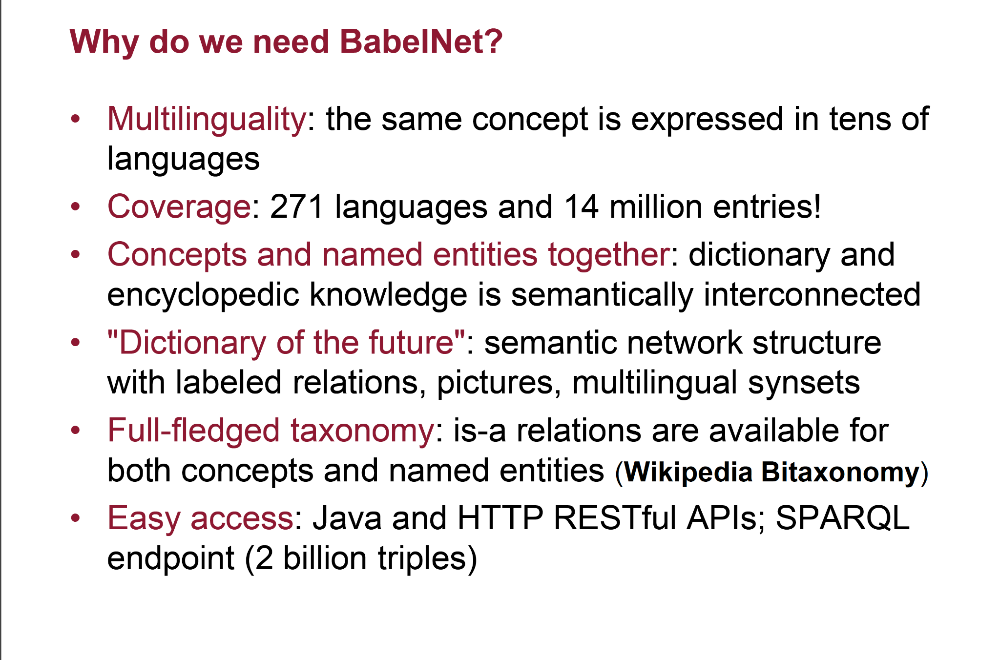 Why do we need BabelNet?
• Multilinguality: the same concept is expressed in tens of
languages
• Coverage: 271 languages and 14 million entries!
• Concepts and named entities together: dictionary and
encyclopedic knowledge is semantically interconnected
• "Dictionary of the future": semantic network structure
with labeled relations, pictures, multilingual synsets
• Full-fledged taxonomy: is-a relations are available for
both concepts and named entities (Wikipedia Bitaxonomy)
• Easy access: Java and HTTP RESTful APIs; SPARQL
endpoint (2 billion triples)